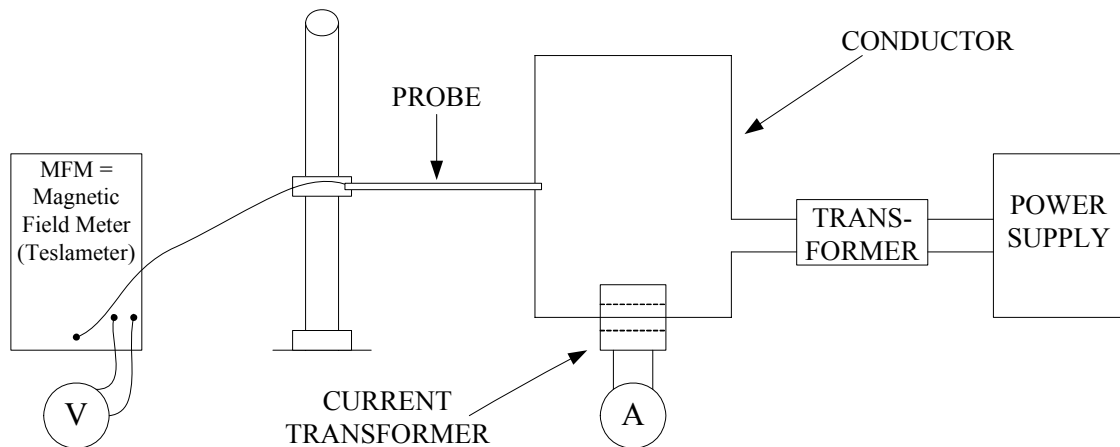 CONDUCTOR
PROBE
MFM =
Magnetic
Field Meter
(Teslameter)
TRANS-
FORMER
POWER
SUPPLY
V
CURRENT
TRANSFORMER
A